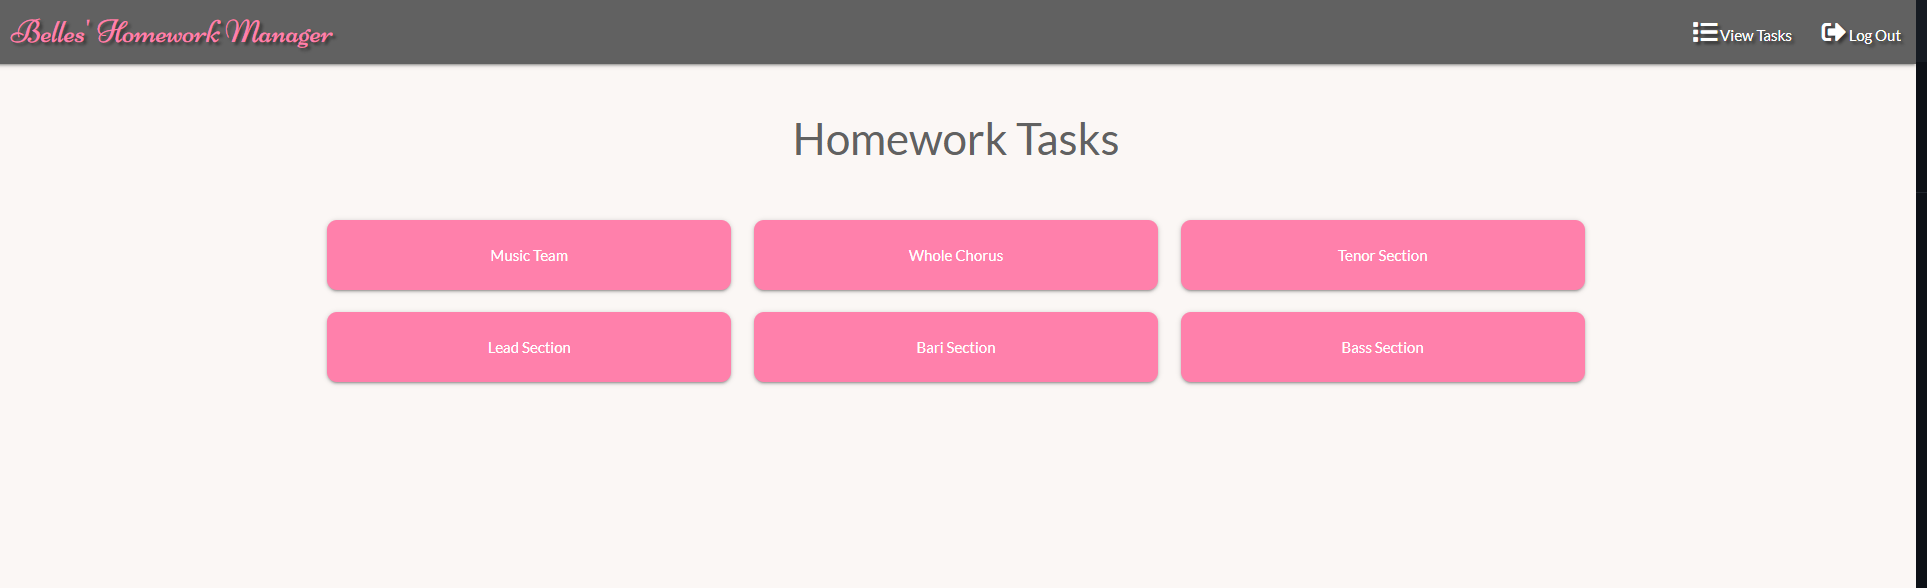 Belles' Homework Manager
View Tasks
Log Out
Homework Tasks
Music Team
Whole Chorus
Tenor Section
Lead Section
Bari Section
Bass Section